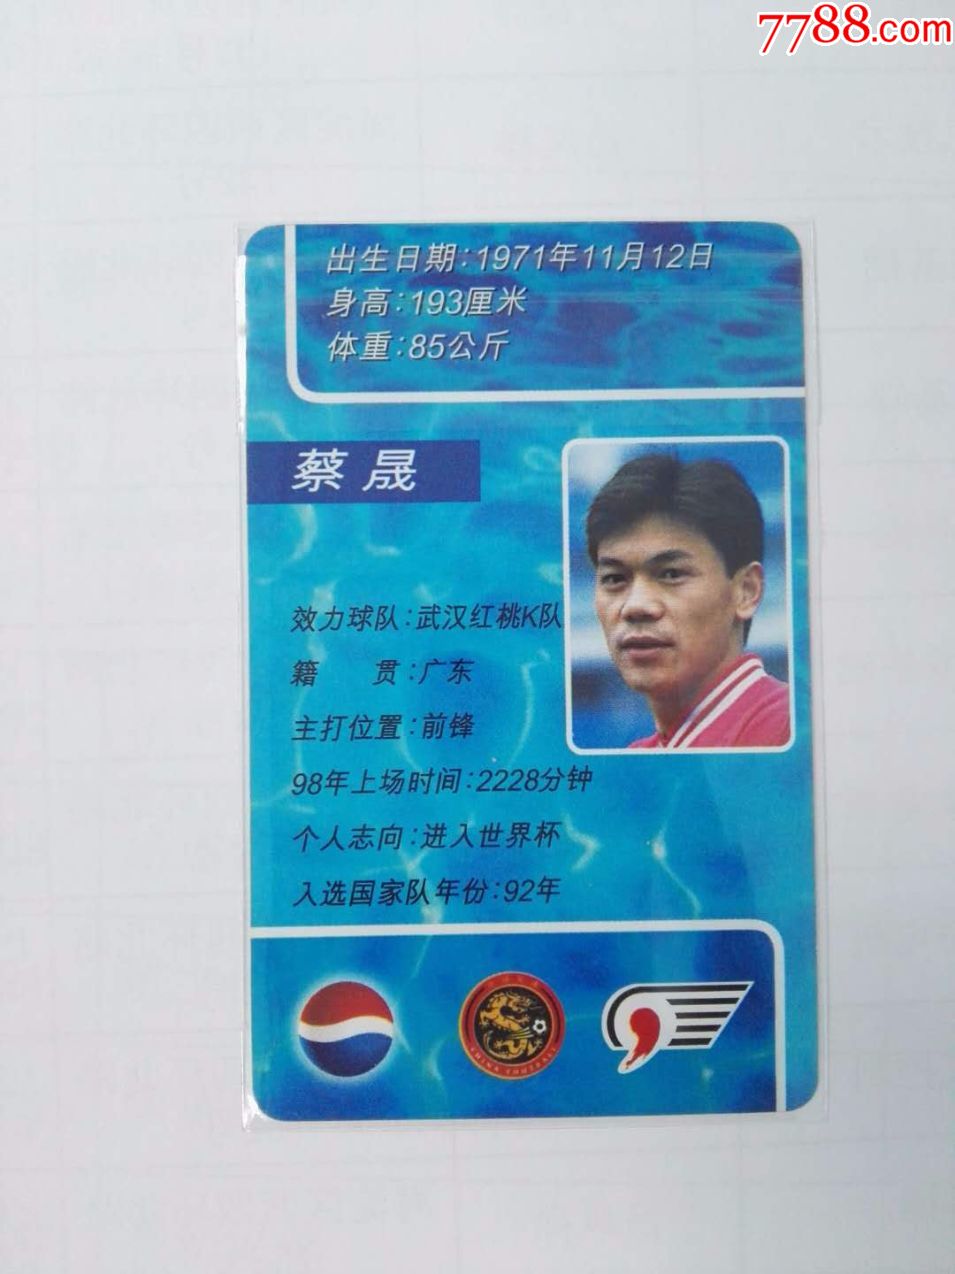 7788.com
出生日期:1971年11月12日
身高:193厘米
体重:85公斤
蔡晟
效力球队:武汉红桃K队
籍贯:广东
主打位置:前锋
98年上场时间:2228分钟
个人志向:进入世界杯
入选国家队年份:92年
CHINA FOOTBALL